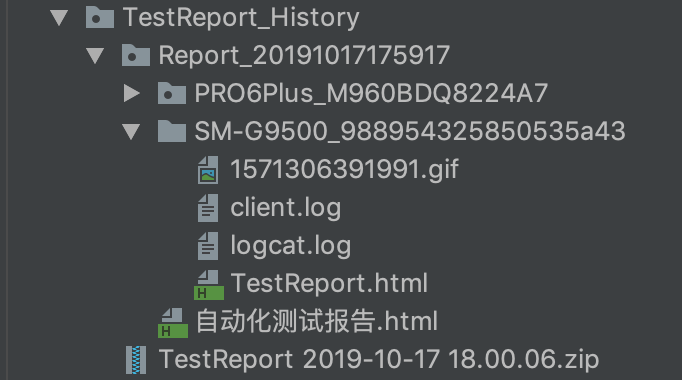 TestReport_History
Report_20191017175917
PRO6Plus_M960BDQ8224A7
SM-G9500_988954325850535a43
1571306391991.gif
client.log
logcat.log
H TestReport.html
H 自动化测试报告.html
TestReport 2019-10-17 18.00.06.zip